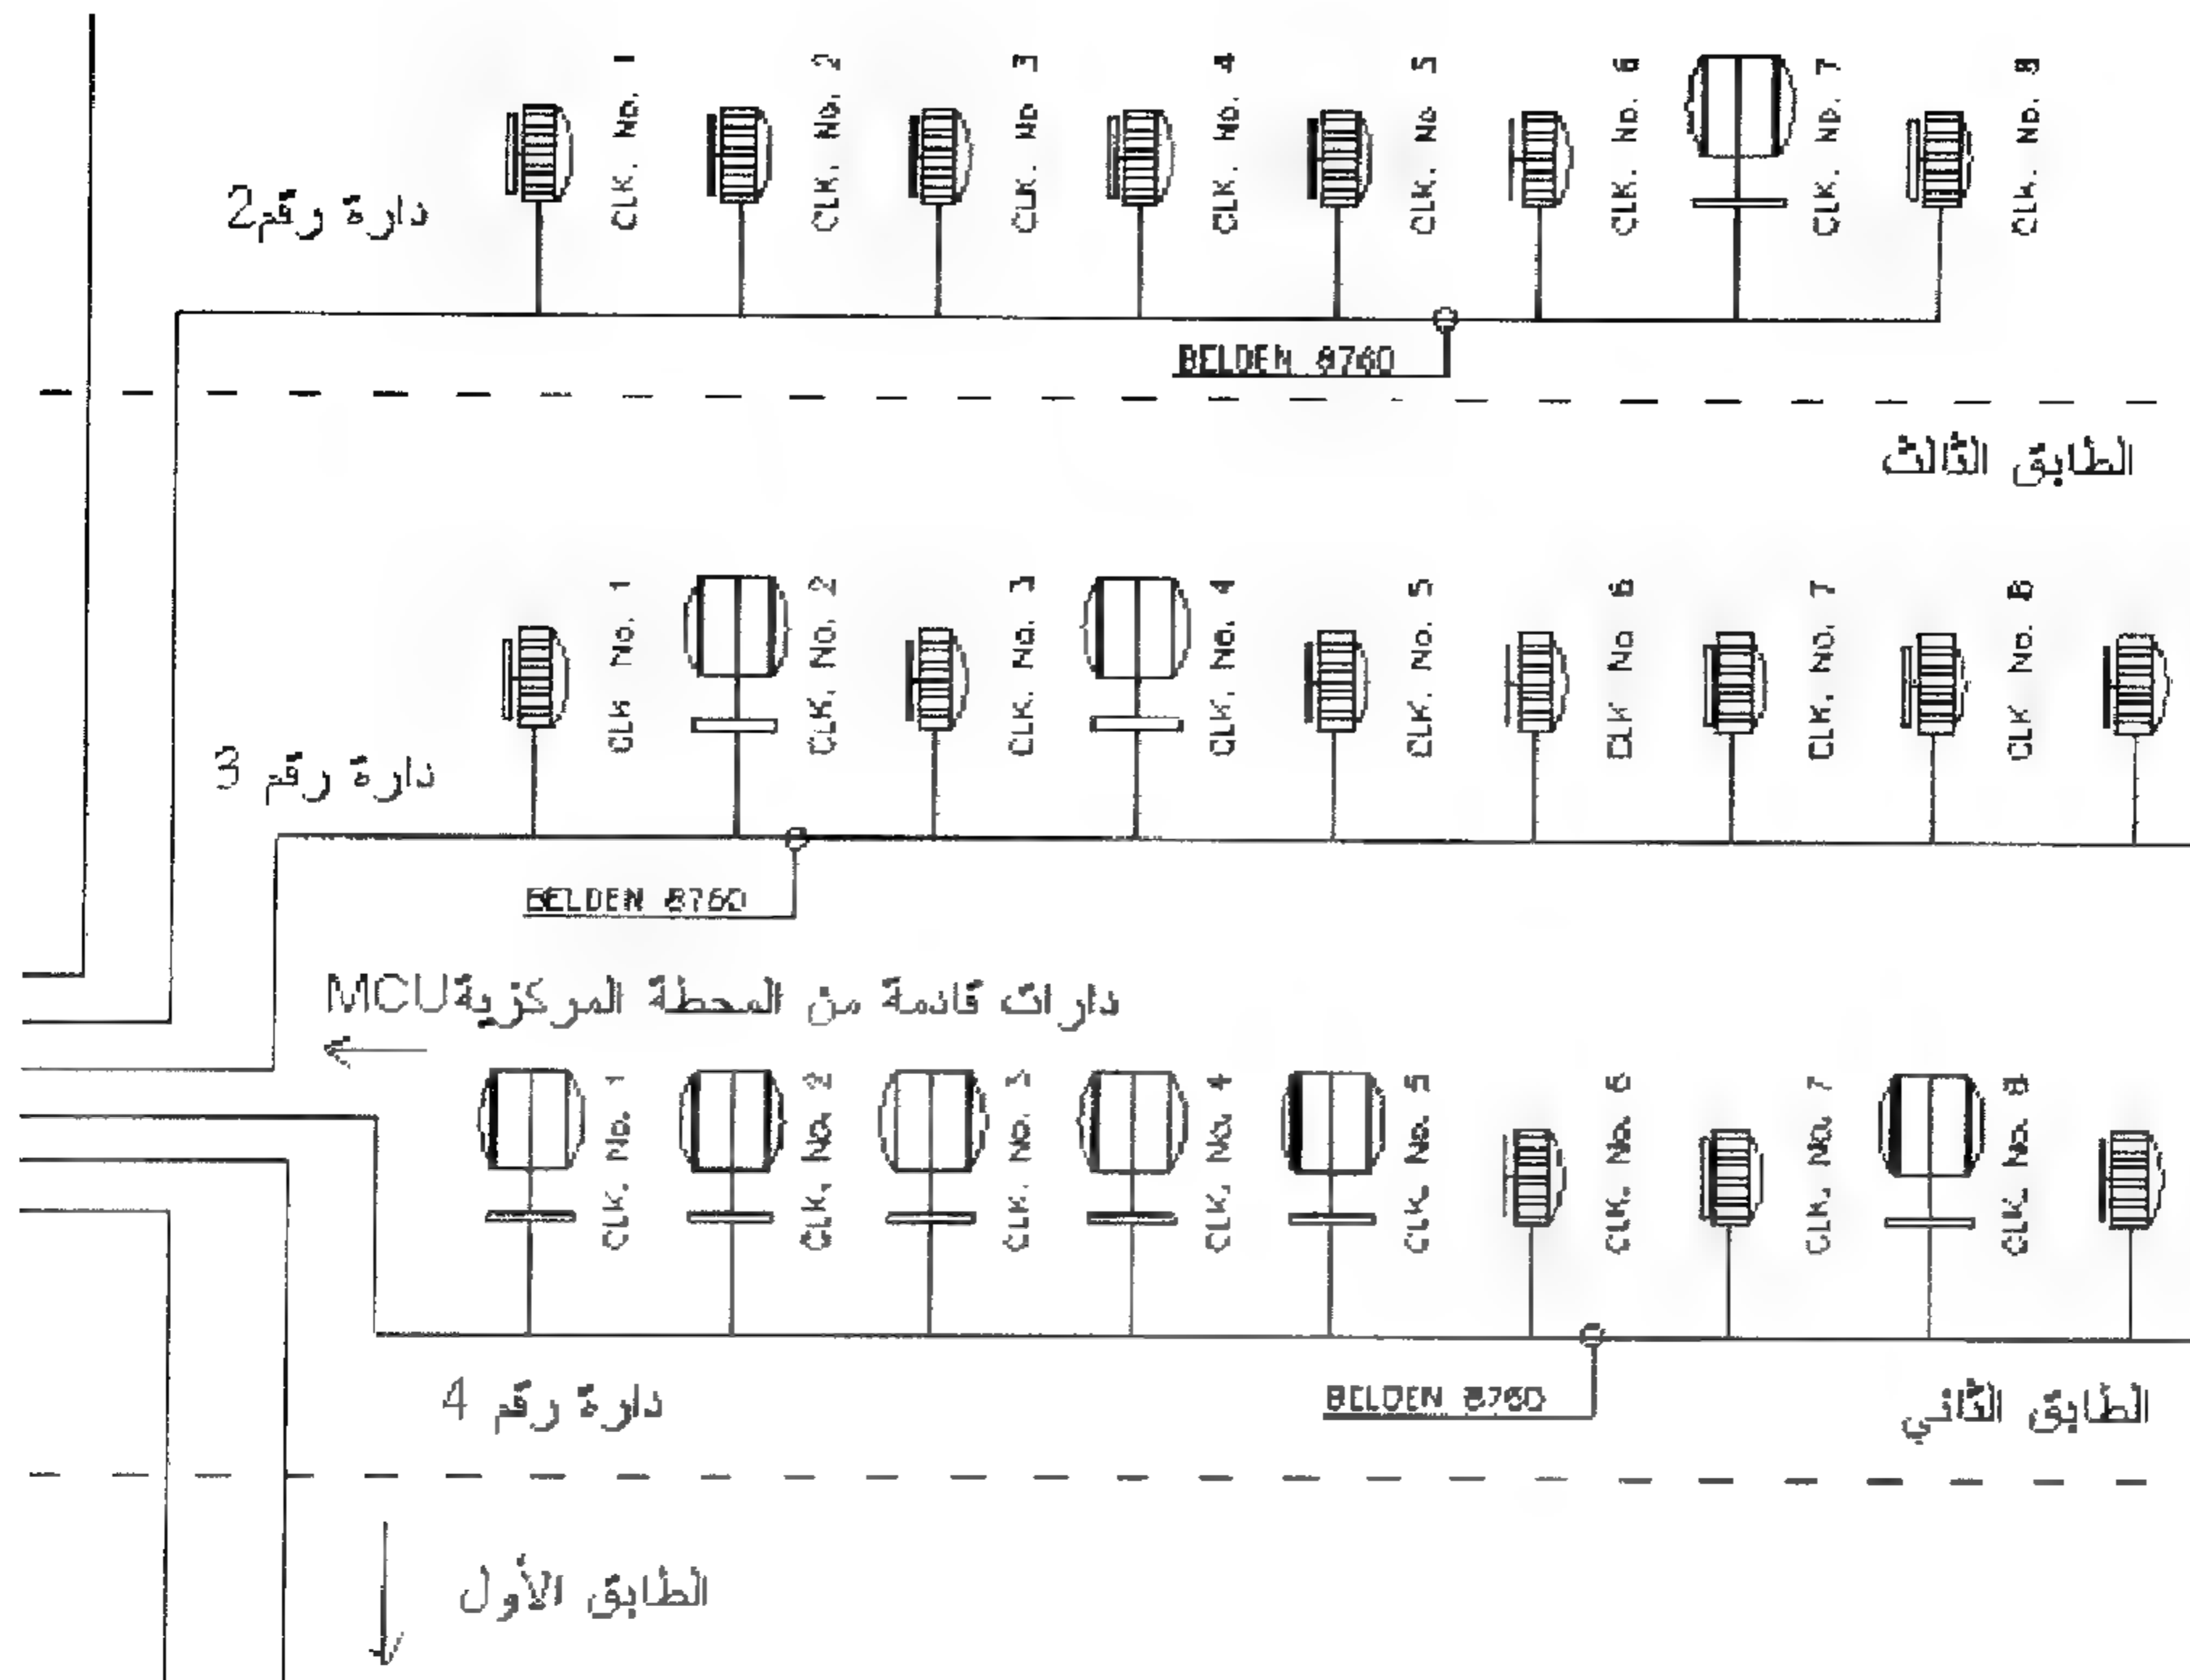 CLK. No. 1
CLK. No. 2
CLK. No 3
CLK. No. 4
CLK. No 5
CLK. No. 6
CLK. No. 7
CLK. No. 8
دارة رقم2
BELDEN 8760
الطابق الثالث
CLK No. 1
CLK. No. 2
CLK. No. 3
CLK. No. 4
CLK. No. 5
CLK No 6
CLK. No. 7
CLK No. 8
دارة رقم 3
BELDEN 8760
دارات قادمة من المحطة المركزيةMCU
CLK. No. 1
CLK. No. 2
CLK. No. 3
CLK. No. 4
CLK. No. 5
CLK. No. 6
CLK. No. 7
CLK. No. 8
دارة رقم 4
BELDEN 8760
الطابق الثاني
الطابق الأول